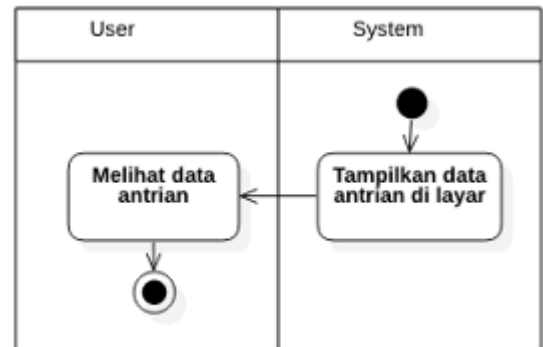 User
System
Melihat data
antrian
Tampilkan data
antrian di layar